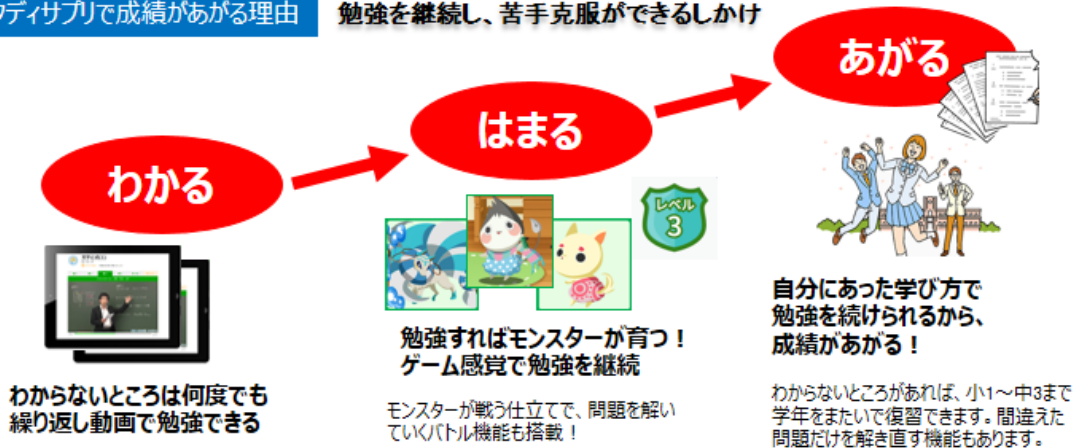 ディサプリで成績があがる理由
勉強を継続し、苦手克服ができるしかけ
わかる
はまる
あがる
レベル
3
わからないところは何度でも
繰り返し動画で勉強できる
勉強すればモンスターが育つ！
ゲーム感覚で勉強を継続
モンスターが戦う仕立てで、問題を解い
ていくバトル機能も搭載！
自分にあった学び方で
勉強を続けられるから、
成績があがる！
わからないところがあれば、小1～中3まで
学年をまたいで復習できます。間違えた
問題だけを解き直す機能もあります。